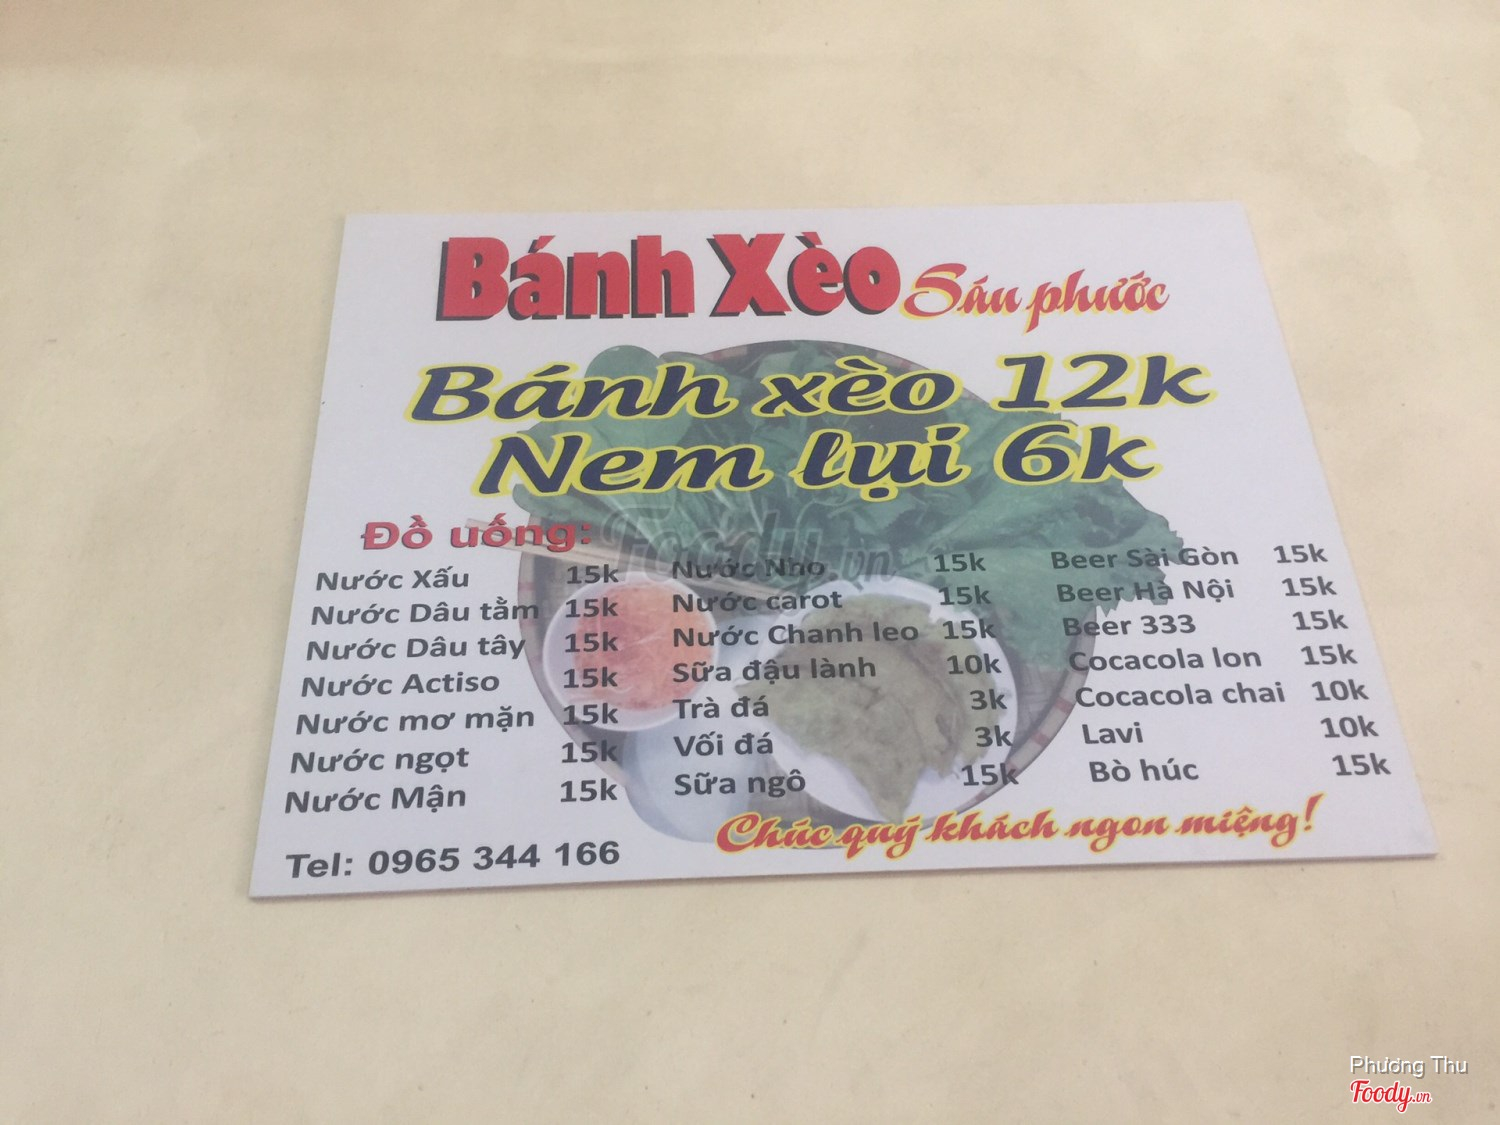 Bánh Xèo Sáu phước
Bánh xèo 12k
Nem lụi 6k
Đồ uống:
Nước Xấu 15k
Nước Dâu tằm 15k
Nước Dâu tây 15k
Nước Actiso 15k
Nước mơ mặn 15k
Nước ngọt 15k
Nước Mận 15k
Nước Nho 15k
Nước carot 15k
Nước Chanh leo 15k
Sữa đậu lành 10k
Trà đá 3k
Vối đá 3k
Sữa ngô 15k
Beer Sài Gòn 15k
Beer Hà Nội 15k
Beer 333 15k
Cocacola lon 15k
Cocacola chai 10k
Lavi 10k
Bò húc 15k
Chúc quý khách ngon miệng!
Tel: 0965 344 166
Foody.vn
Phương Thu
Foody.vn